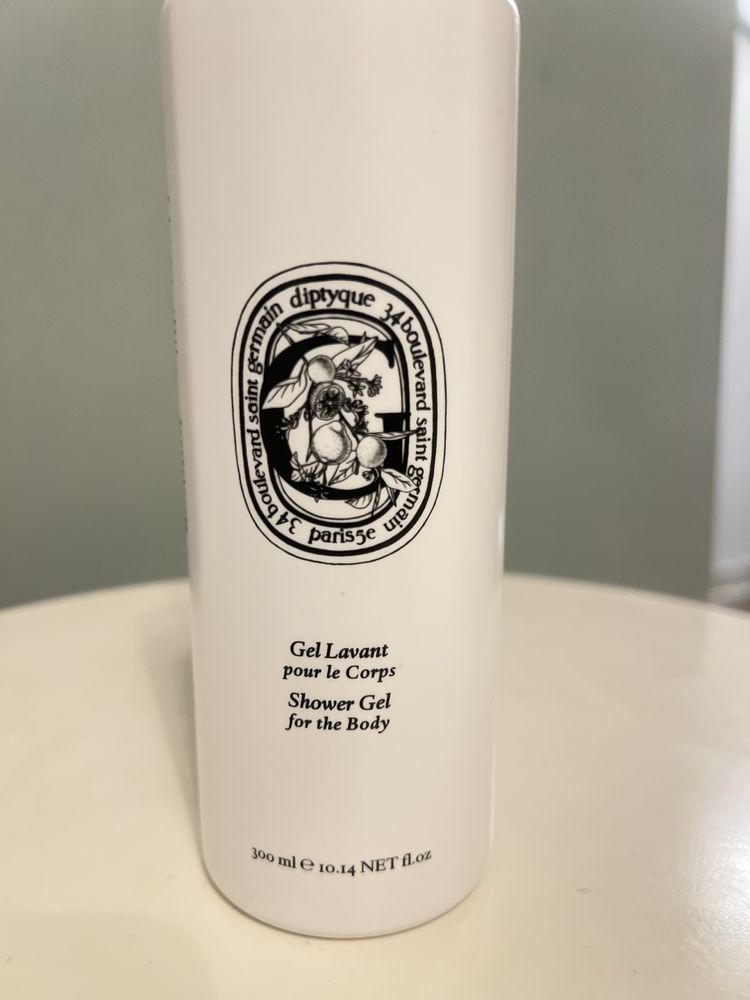 diptyque
34 boulevard saint germain
paris5e
34 boulevard saint germain
G
Gel Lavant
pour le Corps
Shower Gel
for the Body
300 ml ℮ 10.14 NET fl.oz